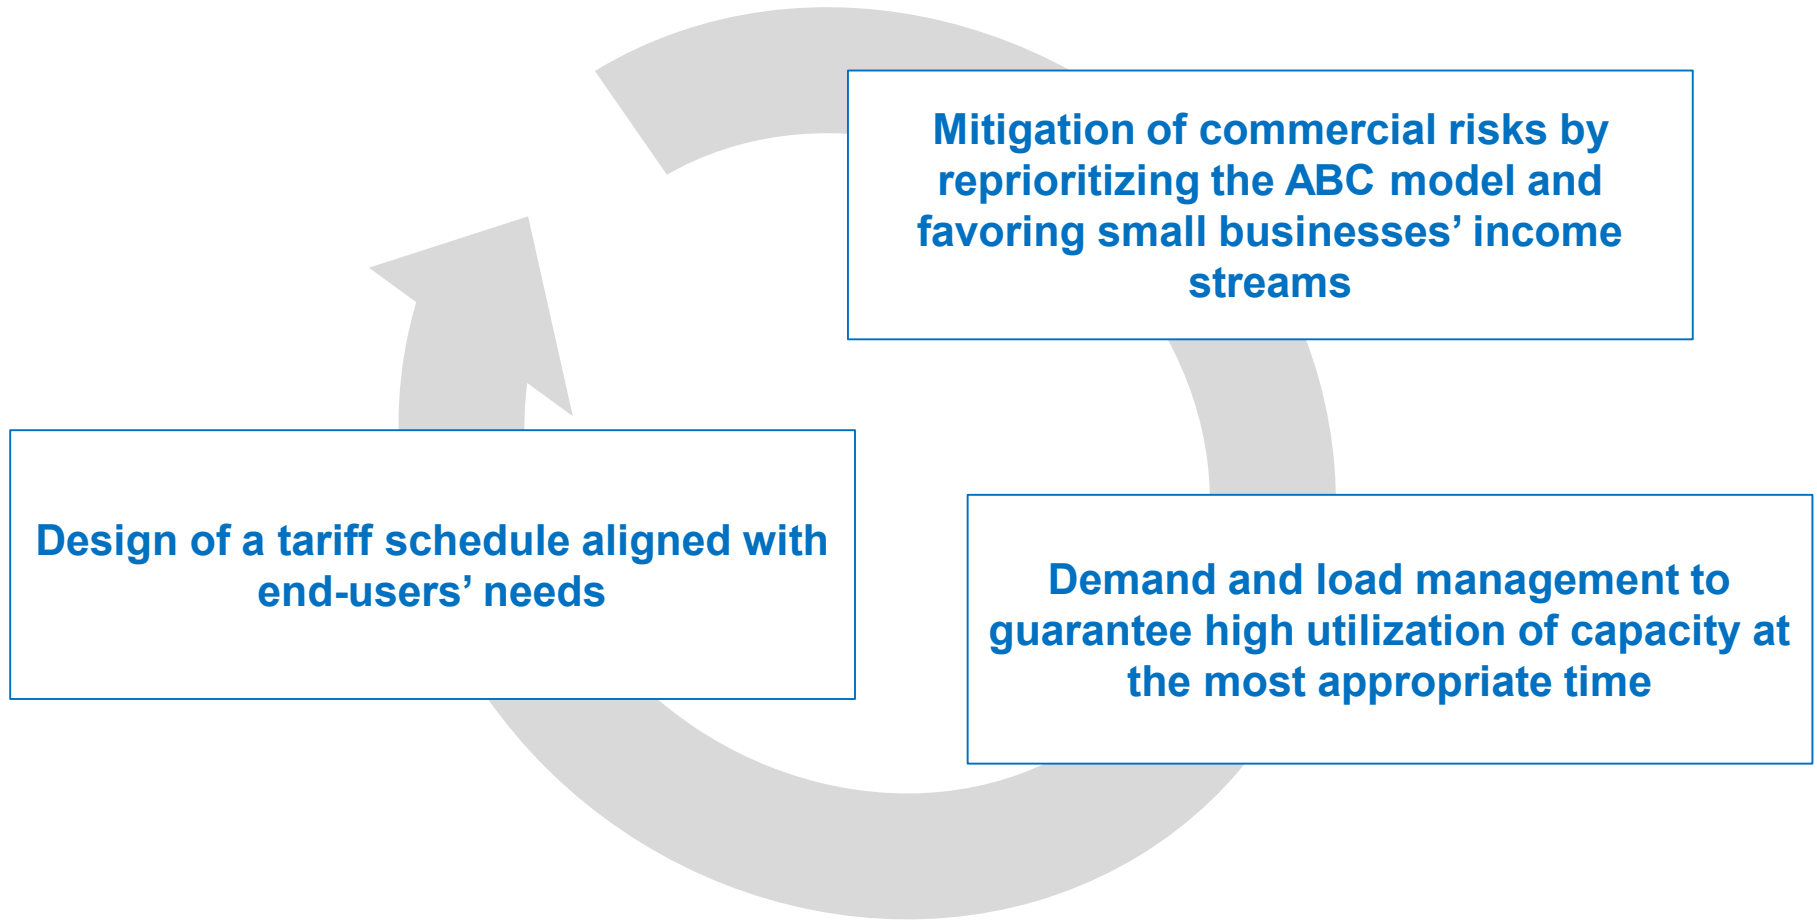 Mitigation of commercial risks by
reprioritizing the ABC model and
favoring small businesses’ income
streams
Design of a tariff schedule aligned with
end-users’ needs
Demand and load management to
guarantee high utilization of capacity at
the most appropriate time